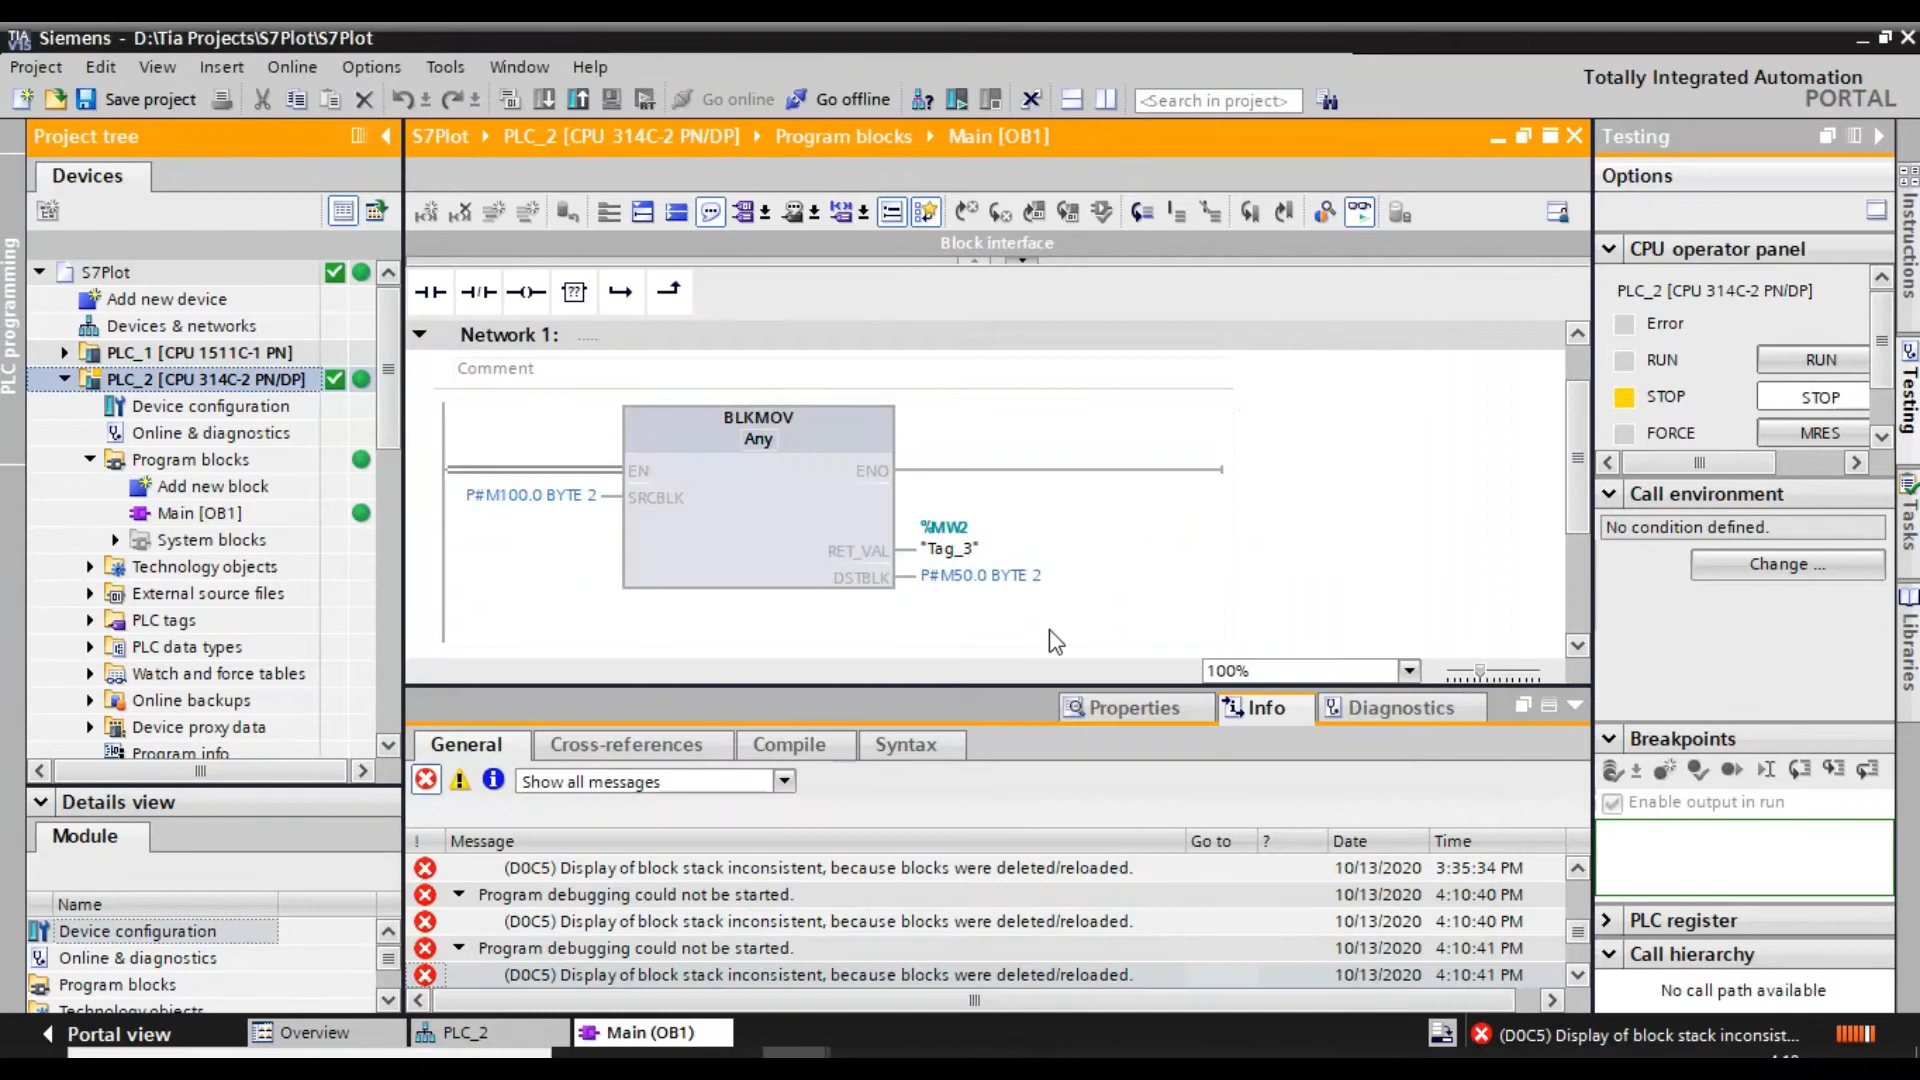 TIA V15 Siemens - D:\Tia Projects\S7Plot\S7Plot
Project Edit View Insert Online Options Tools Window Help
Totally Integrated Automation
PORTAL
Save project Go online Go offline <Search in project>
Project tree
S7Plot PLC_2 [CPU 314C-2 PN/DP] Program blocks Main [OB1]
Testing
Devices
Options
Block interface
CPU operator panel
PLC_2 [CPU 314C-2 PN/DP]
Error
RUN RUN
STOP STOP
FORCE MRES
Call environment
No condition defined.
Change ...
Breakpoints
Enable output in run
PLC register
Call hierarchy
No call path available
PLC programming
S7Plot
Add new device
Devices & networks
PLC_1 [CPU 1511C-1 PN]
PLC_2 [CPU 314C-2 PN/DP]
Device configuration
Online & diagnostics
Program blocks
Add new block
Main [OB1]
System blocks
Technology objects
External source files
PLC tags
PLC data types
Watch and force tables
Online backups
Device proxy data
Program info
Details view
Module
Name
Device configuration
Online & diagnostics
Program blocks
Technology objects
??
Network 1: .....
Comment
BLKMOV
Any
EN ENO
P#M100.0 BYTE 2 SRCBLK
%MW2
RET_VAL "Tag_3"
DSTBLK P#M50.0 BYTE 2
100%
Properties Info Diagnostics
General Cross-references Compile Syntax
Show all messages
! Message Go to ? Date Time
(D0C5) Display of block stack inconsistent, because blocks were deleted/reloaded. 10/13/2020 3:35:34 PM
Program debugging could not be started. 10/13/2020 4:10:40 PM
(D0C5) Display of block stack inconsistent, because blocks were deleted/reloaded. 10/13/2020 4:10:40 PM
Program debugging could not be started. 10/13/2020 4:10:41 PM
(D0C5) Display of block stack inconsistent, because blocks were deleted/reloaded. 10/13/2020 4:10:41 PM
Instructions
Testing
Tasks
Libraries
Portal view Overview PLC_2 Main (OB1) (D0C5) Display of block stack inconsist...